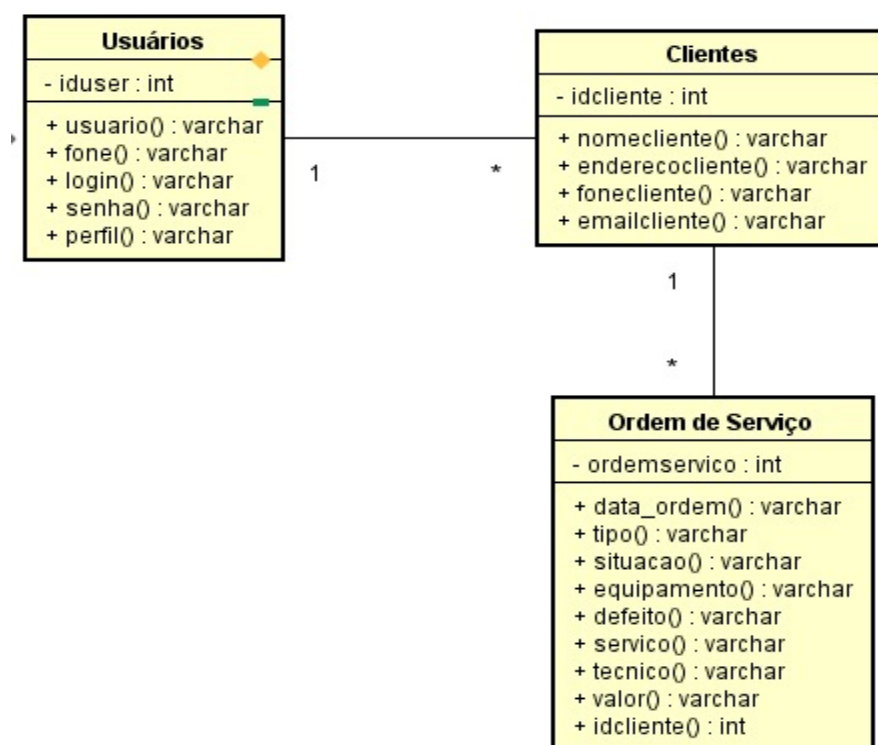 Usuários
- iduser : int
+ usuario() : varchar
+ fone() : varchar
+ login() : varchar
+ senha() : varchar
+ perfil() : varchar
1
*
Clientes
- idcliente : int
+ nomecliente() : varchar
+ enderecocliente() : varchar
+ fonecliente() : varchar
+ emailcliente() : varchar
1
*
Ordem de Serviço
- ordemservico : int
+ data_ordem() : varchar
+ tipo() : varchar
+ situacao() : varchar
+ equipamento() : varchar
+ defeito() : varchar
+ servico() : varchar
+ tecnico() : varchar
+ valor() : varchar
+ idcliente() : int